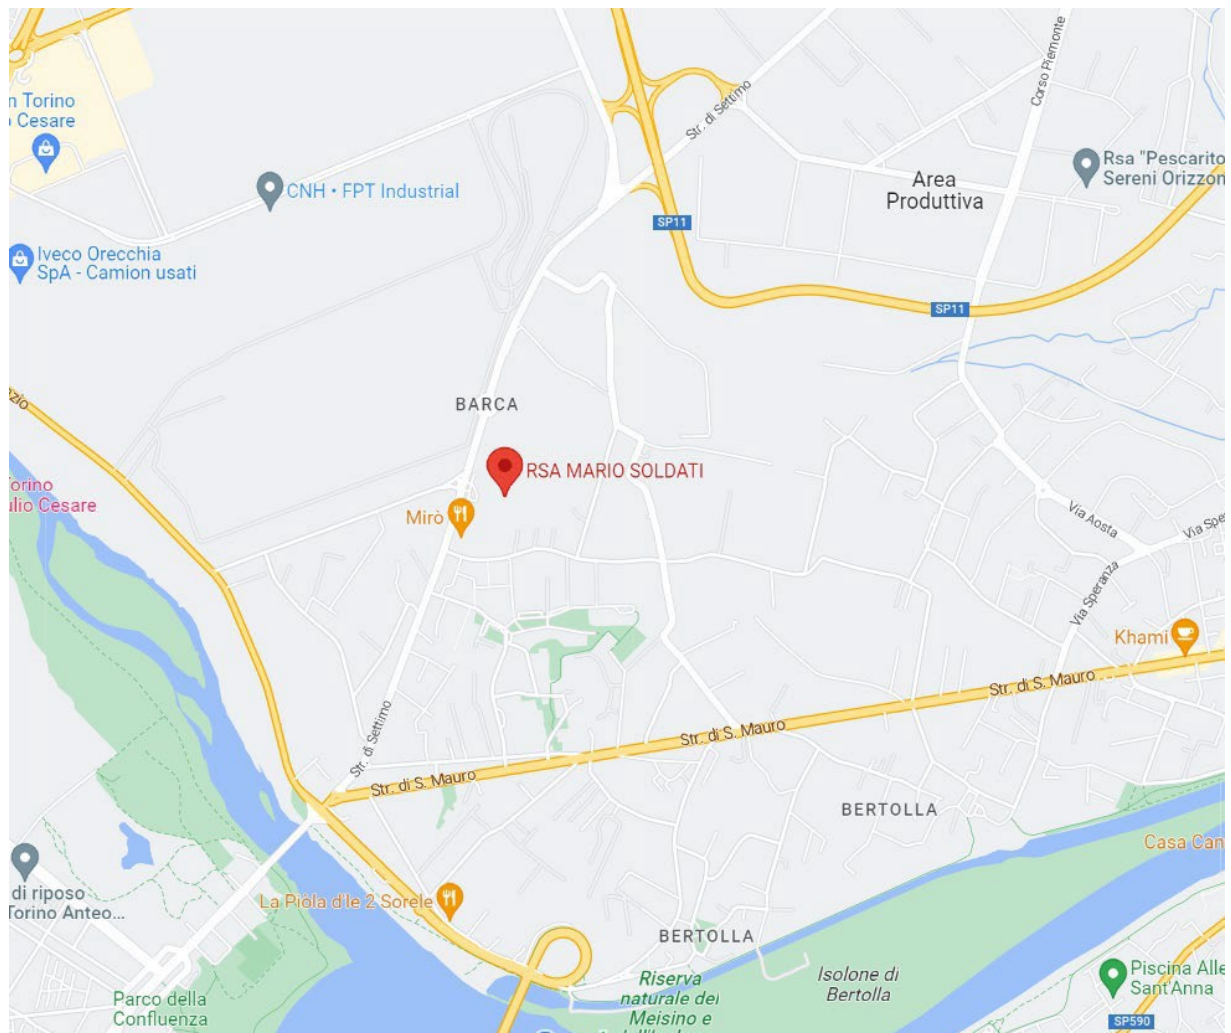 Corso Piemonte
n Torino
Cesare
Str. di Settimo
Rsa "Pescarito
Sereni Orizzon
CNH • FPT Industrial
Area
Produttiva
SP11
Iveco Orecchia
SpA - Camion usati
SP11
zio
BARCA
RSA MARIO SOLDATI
orino
ulio Cesare
Mirò
Via Aosta
Via Spe
Via Speranza
Khami
Str. di S. Mauro
Str. di S. Mauro
Str. di Settimo
Str. di S. Mauro
BERTOLLA
Casa Can
di riposo
Torino Anteo...
La Piòla d'le 2 Sorele
BERTOLLA
Riserva
naturale del
Meisino e
Isolone di
Bertolla
Piscina Alle
Sant'Anna
Parco della
Confluenza
SP590